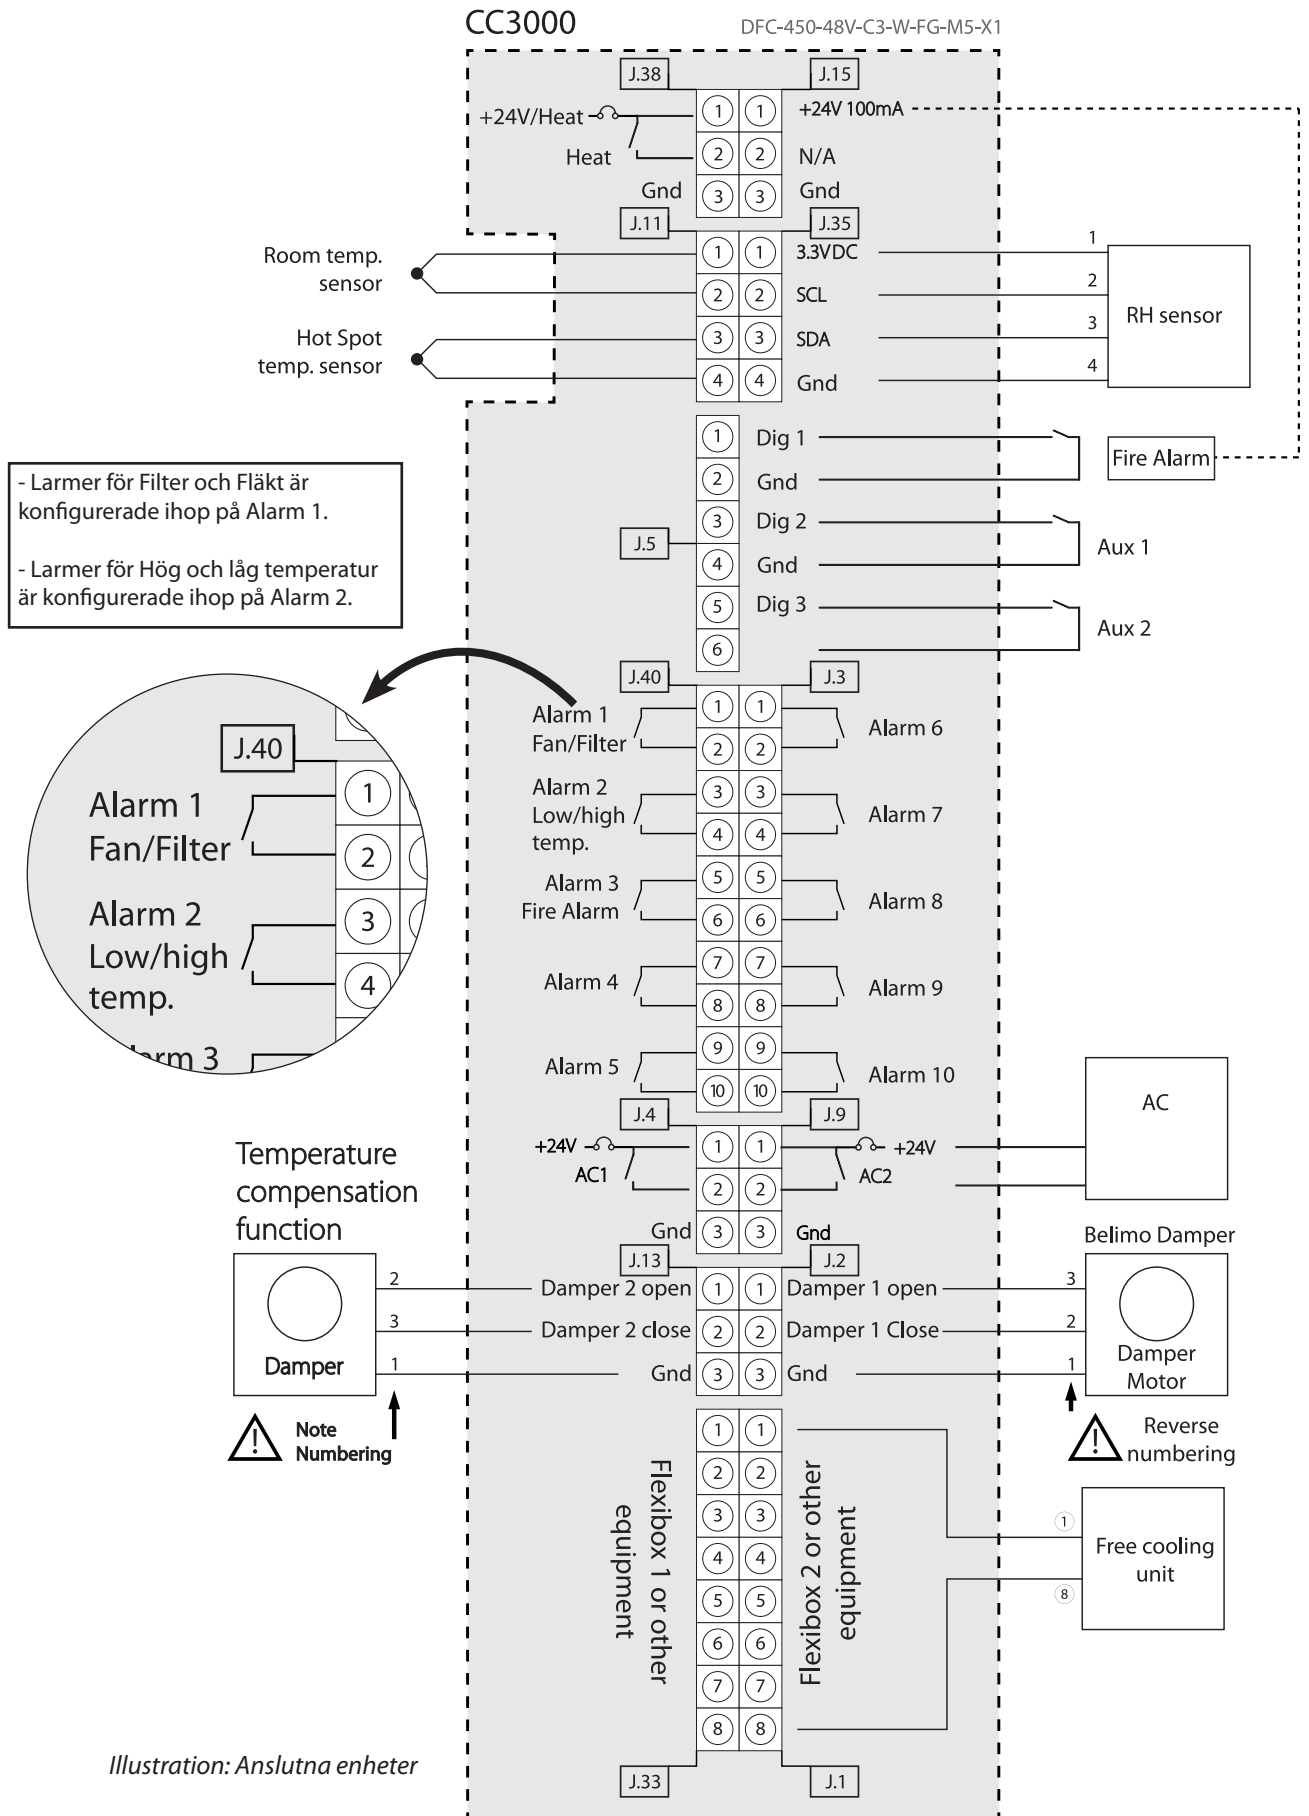 CC3000
DFC-450-48V-C3-W-FG-M5-X1
J.38
J.15
+24V/Heat
1
1
+24V 100mA
Heat
2
2
N/A
Gnd
3
3
Gnd
J.11
J.35
Room temp.
sensor
1
1
3.3VDC
1
2
2
SCL
2
Hot Spot
temp. sensor
3
3
SDA
3
4
4
Gnd
4
RH sensor
- Larmer för Filter och Fläkt är
konfigurerade ihop på Alarm 1.
- Larmer för Hög och låg temperatur
är konfigurerade ihop på Alarm 2.
J.5
1
Dig 1
2
Gnd
Fire Alarm
3
Dig 2
4
Gnd
Aux 1
5
Dig 3
6
Aux 2
J.40
J.3
Alarm 1
Fan/Filter
1
1
2
2
Alarm 6
Alarm 2
Low/high
temp.
3
3
4
4
Alarm 7
Alarm 3
Fire Alarm
5
5
6
6
Alarm 8
Alarm 4
7
7
8
8
Alarm 9
Alarm 5
9
9
10
10
Alarm 10
J.40
Alarm 1
Fan/Filter
1
2
Alarm 2
Low/high
temp.
3
4
larm 3
J.4
J.9
+24V
1
1
+24V
AC1
2
2
AC2
Gnd
3
3
Gnd
AC
Temperature
compensation
function
J.13
J.2
Belimo Damper
2
Damper 2 open
1
1
Damper 1 open
3
3
Damper 2 close
2
2
Damper 1 Close
2
1
Gnd
3
3
Gnd
1
Damper
Damper
Motor
!
Note
Numbering
!
Reverse
numbering
1
1
2
2
3
3
4
4
5
5
6
6
7
7
8
8
Flexibox 1 or other
equipment
Flexibox 2 or other
equipment
1
8
Free cooling
unit
J.33
J.1
Illustration: Anslutna enheter